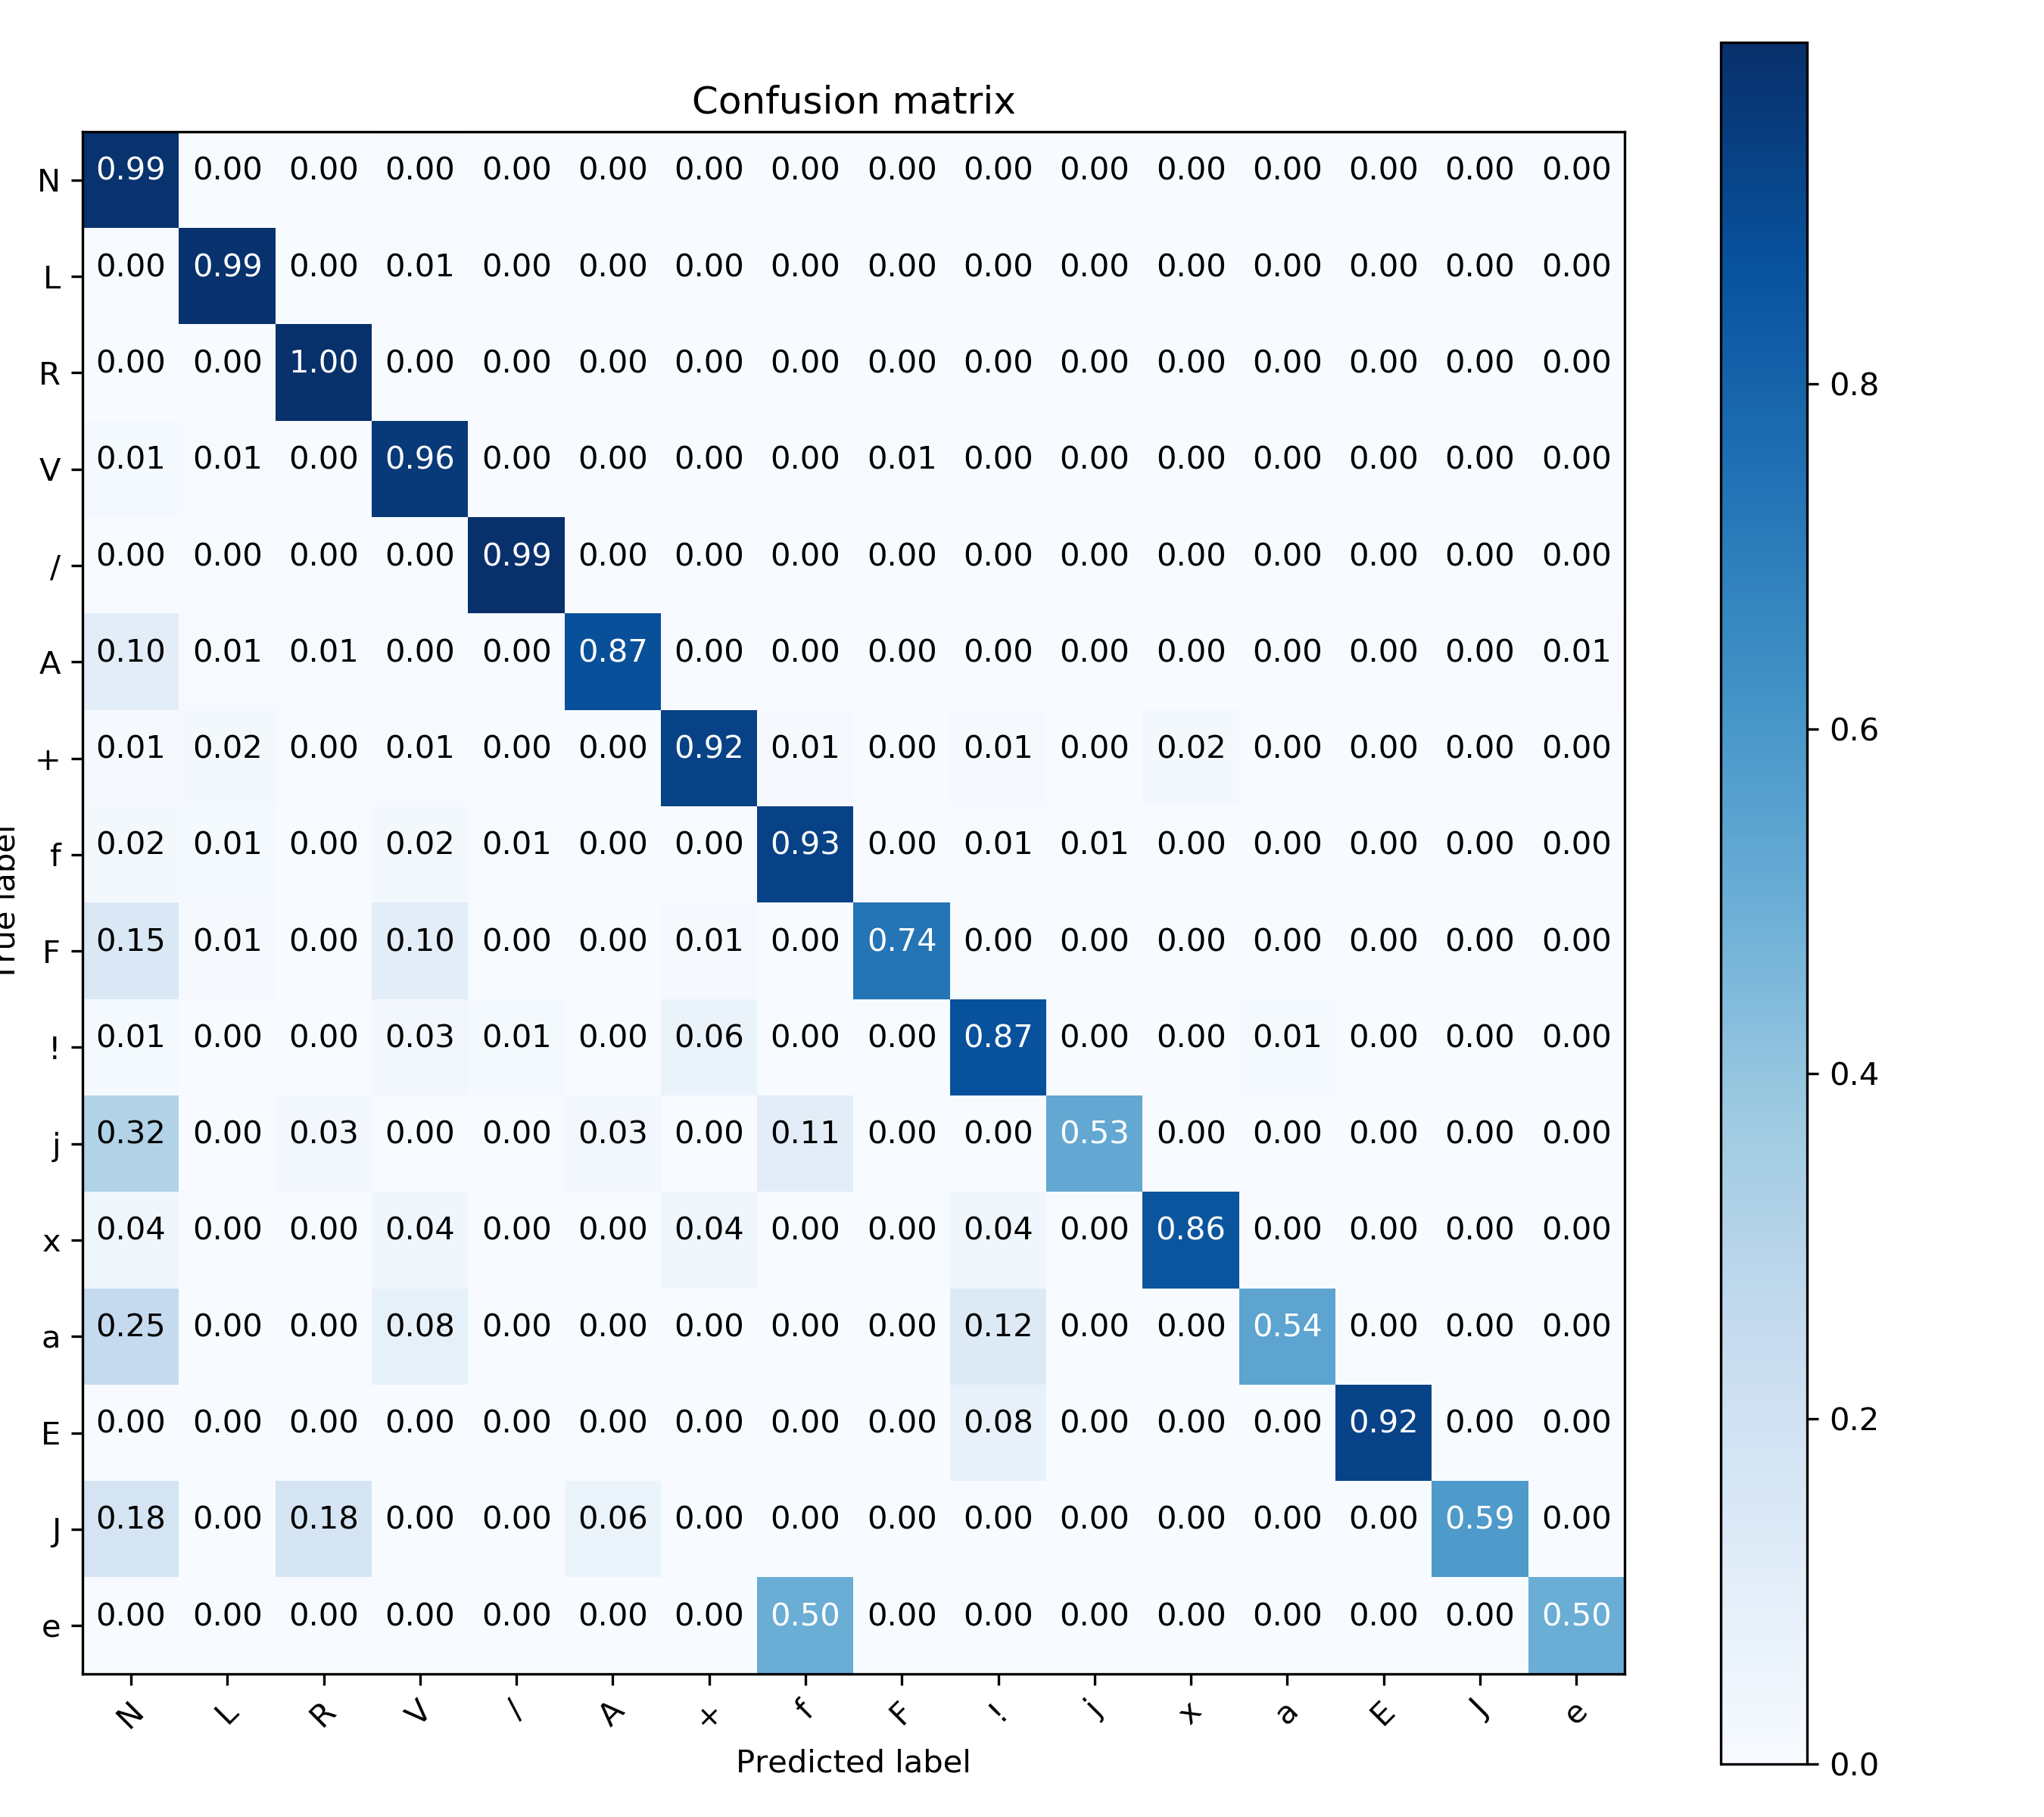 Confusion matrix
N 0.99 0.00 0.00 0.00 0.00 0.00 0.00 0.00 0.00 0.00 0.00 0.00 0.00 0.00 0.00 0.00
L 0.00 0.99 0.00 0.01 0.00 0.00 0.00 0.00 0.00 0.00 0.00 0.00 0.00 0.00 0.00 0.00
R 0.00 0.00 1.00 0.00 0.00 0.00 0.00 0.00 0.00 0.00 0.00 0.00 0.00 0.00 0.00 0.00
V 0.01 0.01 0.00 0.96 0.00 0.00 0.00 0.00 0.01 0.00 0.00 0.00 0.00 0.00 0.00 0.00
/ 0.00 0.00 0.00 0.00 0.99 0.00 0.00 0.00 0.00 0.00 0.00 0.00 0.00 0.00 0.00 0.00
A 0.10 0.01 0.01 0.00 0.00 0.87 0.00 0.00 0.00 0.00 0.00 0.00 0.00 0.00 0.00 0.01
+ 0.01 0.02 0.00 0.01 0.00 0.00 0.92 0.01 0.00 0.01 0.00 0.02 0.00 0.00 0.00 0.00
f 0.02 0.01 0.00 0.02 0.01 0.00 0.00 0.93 0.00 0.01 0.01 0.00 0.00 0.00 0.00 0.00
F 0.15 0.01 0.00 0.10 0.00 0.00 0.01 0.00 0.74 0.00 0.00 0.00 0.00 0.00 0.00 0.00
! 0.01 0.00 0.00 0.03 0.01 0.00 0.06 0.00 0.00 0.87 0.00 0.00 0.01 0.00 0.00 0.00
j 0.32 0.00 0.03 0.00 0.00 0.03 0.00 0.11 0.00 0.00 0.53 0.00 0.00 0.00 0.00 0.00
x 0.04 0.00 0.00 0.04 0.00 0.00 0.04 0.00 0.00 0.04 0.00 0.86 0.00 0.00 0.00 0.00
a 0.25 0.00 0.00 0.08 0.00 0.00 0.00 0.00 0.00 0.12 0.00 0.00 0.54 0.00 0.00 0.00
E 0.00 0.00 0.00 0.00 0.00 0.00 0.00 0.00 0.00 0.08 0.00 0.00 0.00 0.92 0.00 0.00
J 0.18 0.00 0.18 0.00 0.00 0.06 0.00 0.00 0.00 0.00 0.00 0.00 0.00 0.00 0.59 0.00
e 0.00 0.00 0.00 0.00 0.00 0.00 0.00 0.50 0.00 0.00 0.00 0.00 0.00 0.00 0.00 0.50
N L R V / A + f F ! j x a E J e
Predicted label
True label
0.8
0.6
0.4
0.2
0.0